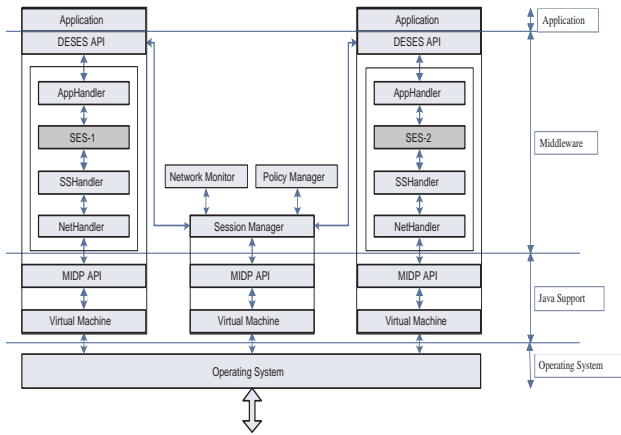 Application
Application
Application
DESES API
DESES API
AppHandler
AppHandler
SES-1
SES-2
Middleware
Network Monitor
Policy Manager
SSHandler
SSHandler
NetHandler
Session Manager
NetHandler
MIDP API
MIDP API
MIDP API
Java Support
Virtual Machine
Virtual Machine
Virtual Machine
Operating System
Operating System